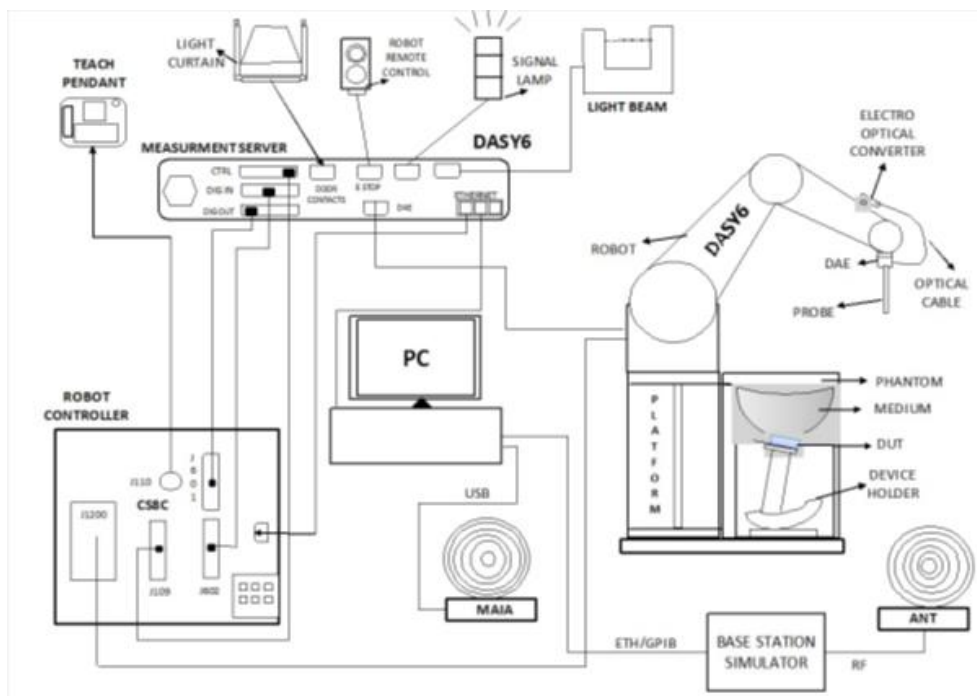 LIGHT
CURTAIN
ROBOT
REMOTE
CONTROL
SIGNAL
LAMP
LIGHT BEAM
TEACH
PENDANT
MEASURMENT SERVER
DASY6
CTRL
DIG IN
DIG OUT
DOOR
CONTACTS
E STOP
DAE
ETHERNET
ELECTRO
OPTICAL
CONVERTER
ROBOT
DASY6
DAE
OPTICAL
CABLE
PROBE
PC
ROBOT
CONTROLLER
PLATFORM
PHANTOM
MEDIUM
DUT
DEVICE
HOLDER
J110
J601
CS8C
J1200
J109
J602
USB
MAIA
ANT
ETH/GPIB
BASE STATION
SIMULATOR
RF